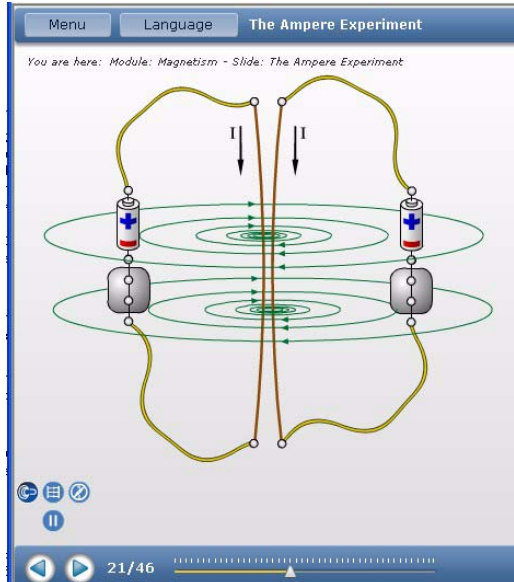 Menu Language The Ampere Experiment
You are here: Module: Magnetism - Slide: The Ampere Experiment
I I
21/46